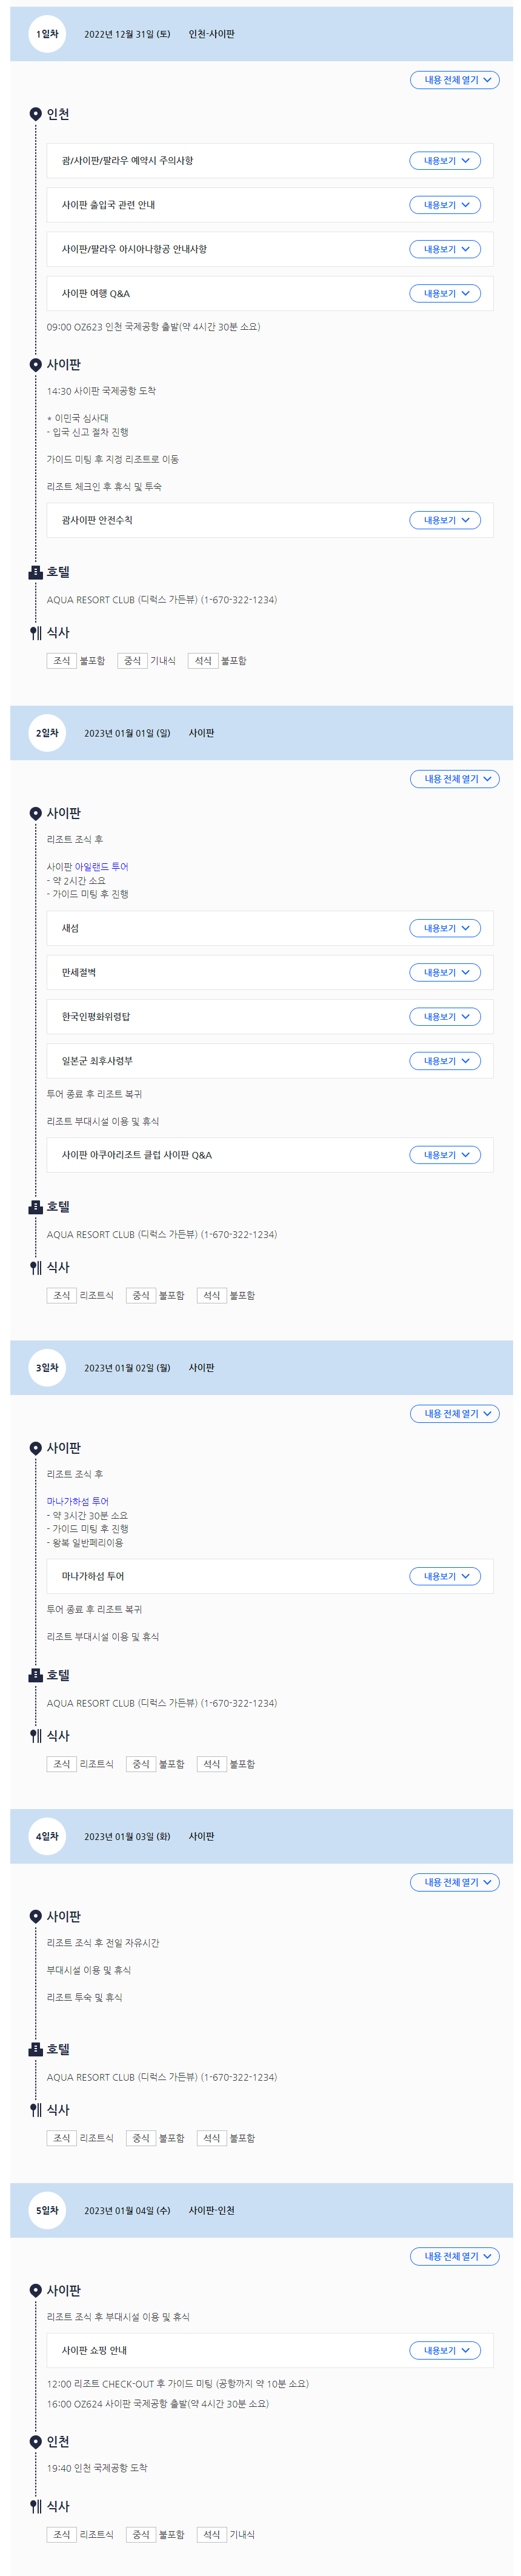 1일차 2022년 12월 31일 (토) 인천-사이판
내용 전체 열기
인천
괌/사이판/팔라우 예약시 주의사항 내용보기
사이판 출입국 관련 안내 내용보기
사이판/팔라우 아시아나항공 안내사항 내용보기
사이판 여행 Q&A 내용보기
09:00 OZ623 인천 국제공항 출발(약 4시간 30분 소요)
사이판
14:30 사이판 국제공항 도착
* 이민국 심사대
- 입국 신고 절차 진행
가이드 미팅 후 지정 리조트로 이동
리조트 체크인 후 휴식 및 투숙
괌사이판 안전수칙 내용보기
호텔
AQUA RESORT CLUB (디럭스 가든뷰) (1-670-322-1234)
식사
조식 불포함 중식 기내식 석식 불포함
2일차 2023년 01월 01일 (일) 사이판
내용 전체 열기
사이판
리조트 조식 후
사이판 아일랜드 투어
- 약 2시간 소요
- 가이드 미팅 후 진행
새섬 내용보기
만세절벽 내용보기
한국인평화위령탑 내용보기
일본군 최후사령부 내용보기
투어 종료 후 리조트 복귀
리조트 부대시설 이용 및 휴식
사이판 아쿠아리조트 클럽 사이판 Q&A 내용보기
호텔
AQUA RESORT CLUB (디럭스 가든뷰) (1-670-322-1234)
식사
조식 리조트식 중식 불포함 석식 불포함
3일차 2023년 01월 02일 (월) 사이판
내용 전체 열기
사이판
리조트 조식 후
마나가하섬 투어
- 약 3시간 30분 소요
- 가이드 미팅 후 진행
- 왕복 일반페리이용
마나가하섬 투어 내용보기
투어 종료 후 리조트 복귀
리조트 부대시설 이용 및 휴식
호텔
AQUA RESORT CLUB (디럭스 가든뷰) (1-670-322-1234)
식사
조식 리조트식 중식 불포함 석식 불포함
4일차 2023년 01월 03일 (화) 사이판
내용 전체 열기
사이판
리조트 조식 후 전일 자유시간
부대시설 이용 및 휴식
리조트 투숙 및 휴식
호텔
AQUA RESORT CLUB (디럭스 가든뷰) (1-670-322-1234)
식사
조식 리조트식 중식 불포함 석식 불포함
5일차 2023년 01월 04일 (수) 사이판-인천
내용 전체 열기
사이판
리조트 조식 후 부대시설 이용 및 휴식
사이판 쇼핑 안내 내용보기
12:00 리조트 CHECK-OUT 후 가이드 미팅 (공항까지 약 10분 소요)
16:00 OZ624 사이판 국제공항 출발(약 4시간 30분 소요)
인천
19:40 인천 국제공항 도착
식사
조식 리조트식 중식 불포함 석식 기내식